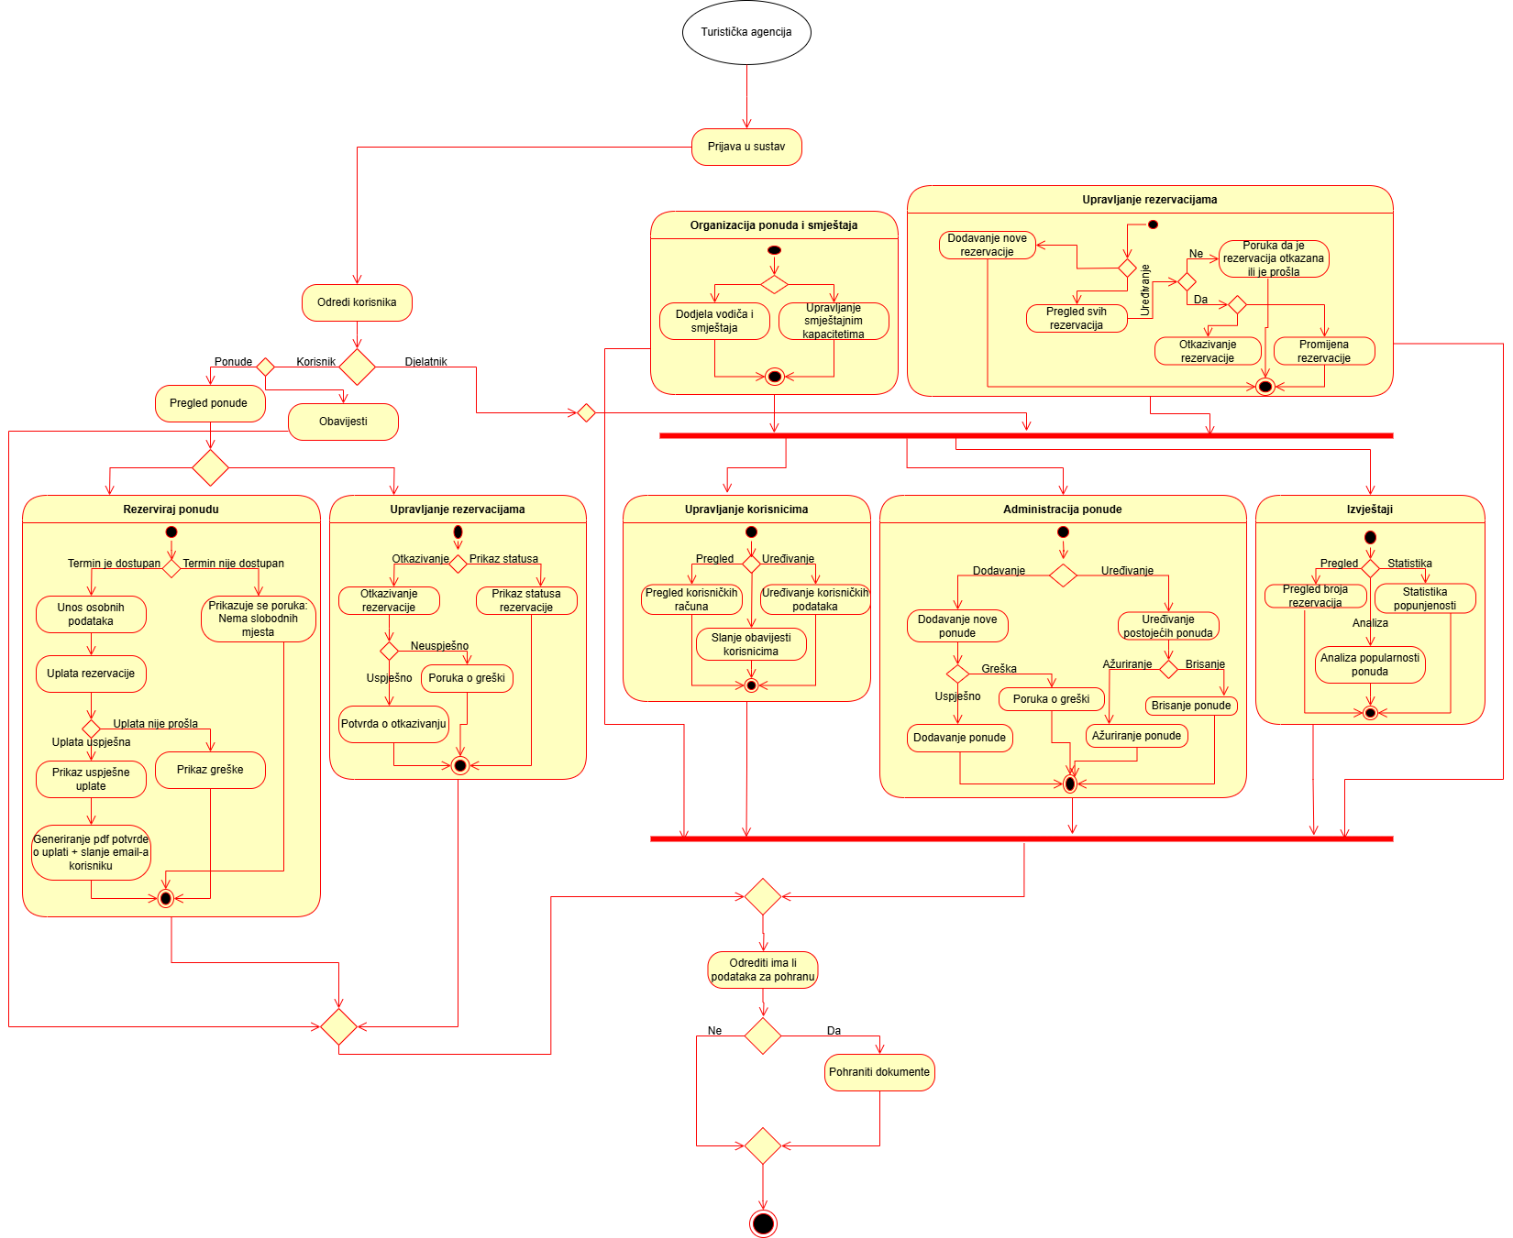 Turistička agencija
Prijava u sustav
Odredi korisnika
Ponude
Korisnik
Djelatnik
Pregled ponude
Obavijesti
Organizacija ponuda i smještaja
Dodjela vodiča i
smještaja
Upravljanje
smještajnim
kapacitetima
Upravljanje rezervacijama
Dodavanje nove
rezervacije
Uređivanje
Pregled svih
rezervacija
Ne
Poruka da je
rezervacija otkazana
ili je prošla
Da
Otkazivanje
rezervacije
Promijena
rezervacije
Rezerviraj ponudu
Termin je dostupan
Termin nije dostupan
Unos osobnih
podataka
Prikazuje se poruka:
Nema slobodnih
mjesta
Uplata rezervacije
Uplata nije prošla
Uplata uspješna
Prikaz uspješne
uplate
Prikaz greške
Generiranje pdf potvrde
o uplati + slanje email-a
korisniku
Upravljanje rezervacijama
Otkazivanje
Prikaz statusa
Otkazivanje
rezervacije
Prikaz statusa
rezervacije
Neuspješno
Uspješno
Poruka o greški
Potvrda o otkazivanju
Upravljanje korisnicima
Pregled
Uređivanje
Pregled korisničkih
računa
Uređivanje korisničkih
podataka
Slanje obavijesti
korisnicima
Administracija ponude
Dodavanje
Uređivanje
Dodavanje nove
ponude
Uređivanje
postojećih ponuda
Greška
Uspješno
Poruka o greški
Dodavanje ponude
Ažuriranje
Brisanje
Brisanje ponude
Ažuriranje ponude
Izvještaji
Pregled
Statistika
Pregled broja
rezervacija
Statistika
popunjenosti
Analiza
Analiza popularnosti
ponuda
Odrediti ima li
podataka za pohranu
Ne
Da
Pohraniti dokumente